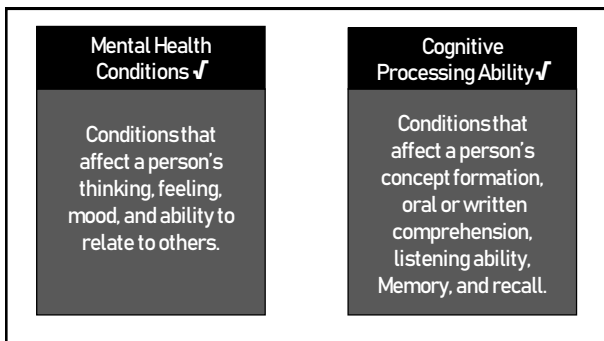 Mental Health
Conditions √
Conditions that
affect a person's
thinking, feeling,
mood, and ability to
relate to others.
Cognitive
Processing Ability √
Conditions that
affect a person's
concept formation,
oral or written
comprehension,
listening ability,
Memory, and recall.